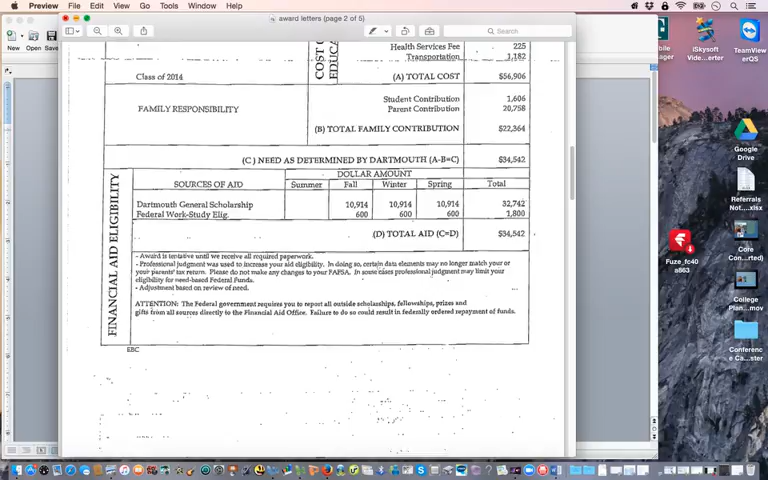 Preview File Edit View Go Tools Window Help
award letters (page 2 of 5)
Search
New Open
COST O
EDUCA
Health Services Fee 225
Transportation 1,182
Class of 2014 (A) TOTAL COST $56,906
Student Contribution 1,606
FAMILY RESPONSIBILITY Parent Contribution 20,758
(B) TOTAL FAMILY CONTRIBUTION $22,364
(C) NEED AS DETERMINED BY DARTMOUTH (A-B=C) $34,542
FINANCIAL AID ELIGIBILITY
DOLLAR AMOUNT
SOURCES OF AID Summer Fall Winter Spring Total
Dartmouth General Scholarship 10,914 10,914 10,914 32,742
Federal Work-Study Elig. 600 600 600 1,800
(D) TOTAL AID (C=D) $34,542
- Award is tentative until we receive all required paperwork.
- Professional judgment was used to increase your aid eligibility. In doing so, certain data elements may no longer match your or
your parents' tax return. Please do not make any changes to your FAFSA. In some cases professional judgment may limit your
eligibility for need-based Federal Funds.
- Adjustment based on review of need.
ATTENTION: The Federal government requires you to report all outside scholarships, fellowships, prizes and
gifts from all sources directly to the Financial Aid Office. Failure to do so could result in federally ordered repayment of funds.
EBC
iSkysoft
Vide...erter
TeamViewer
QS
Google
Drive
Referrals
Not....xlsx
Fuze_fc40
a863
Core
Con...rted)
College
Plan....mov
Conferenc
e Ca...ster